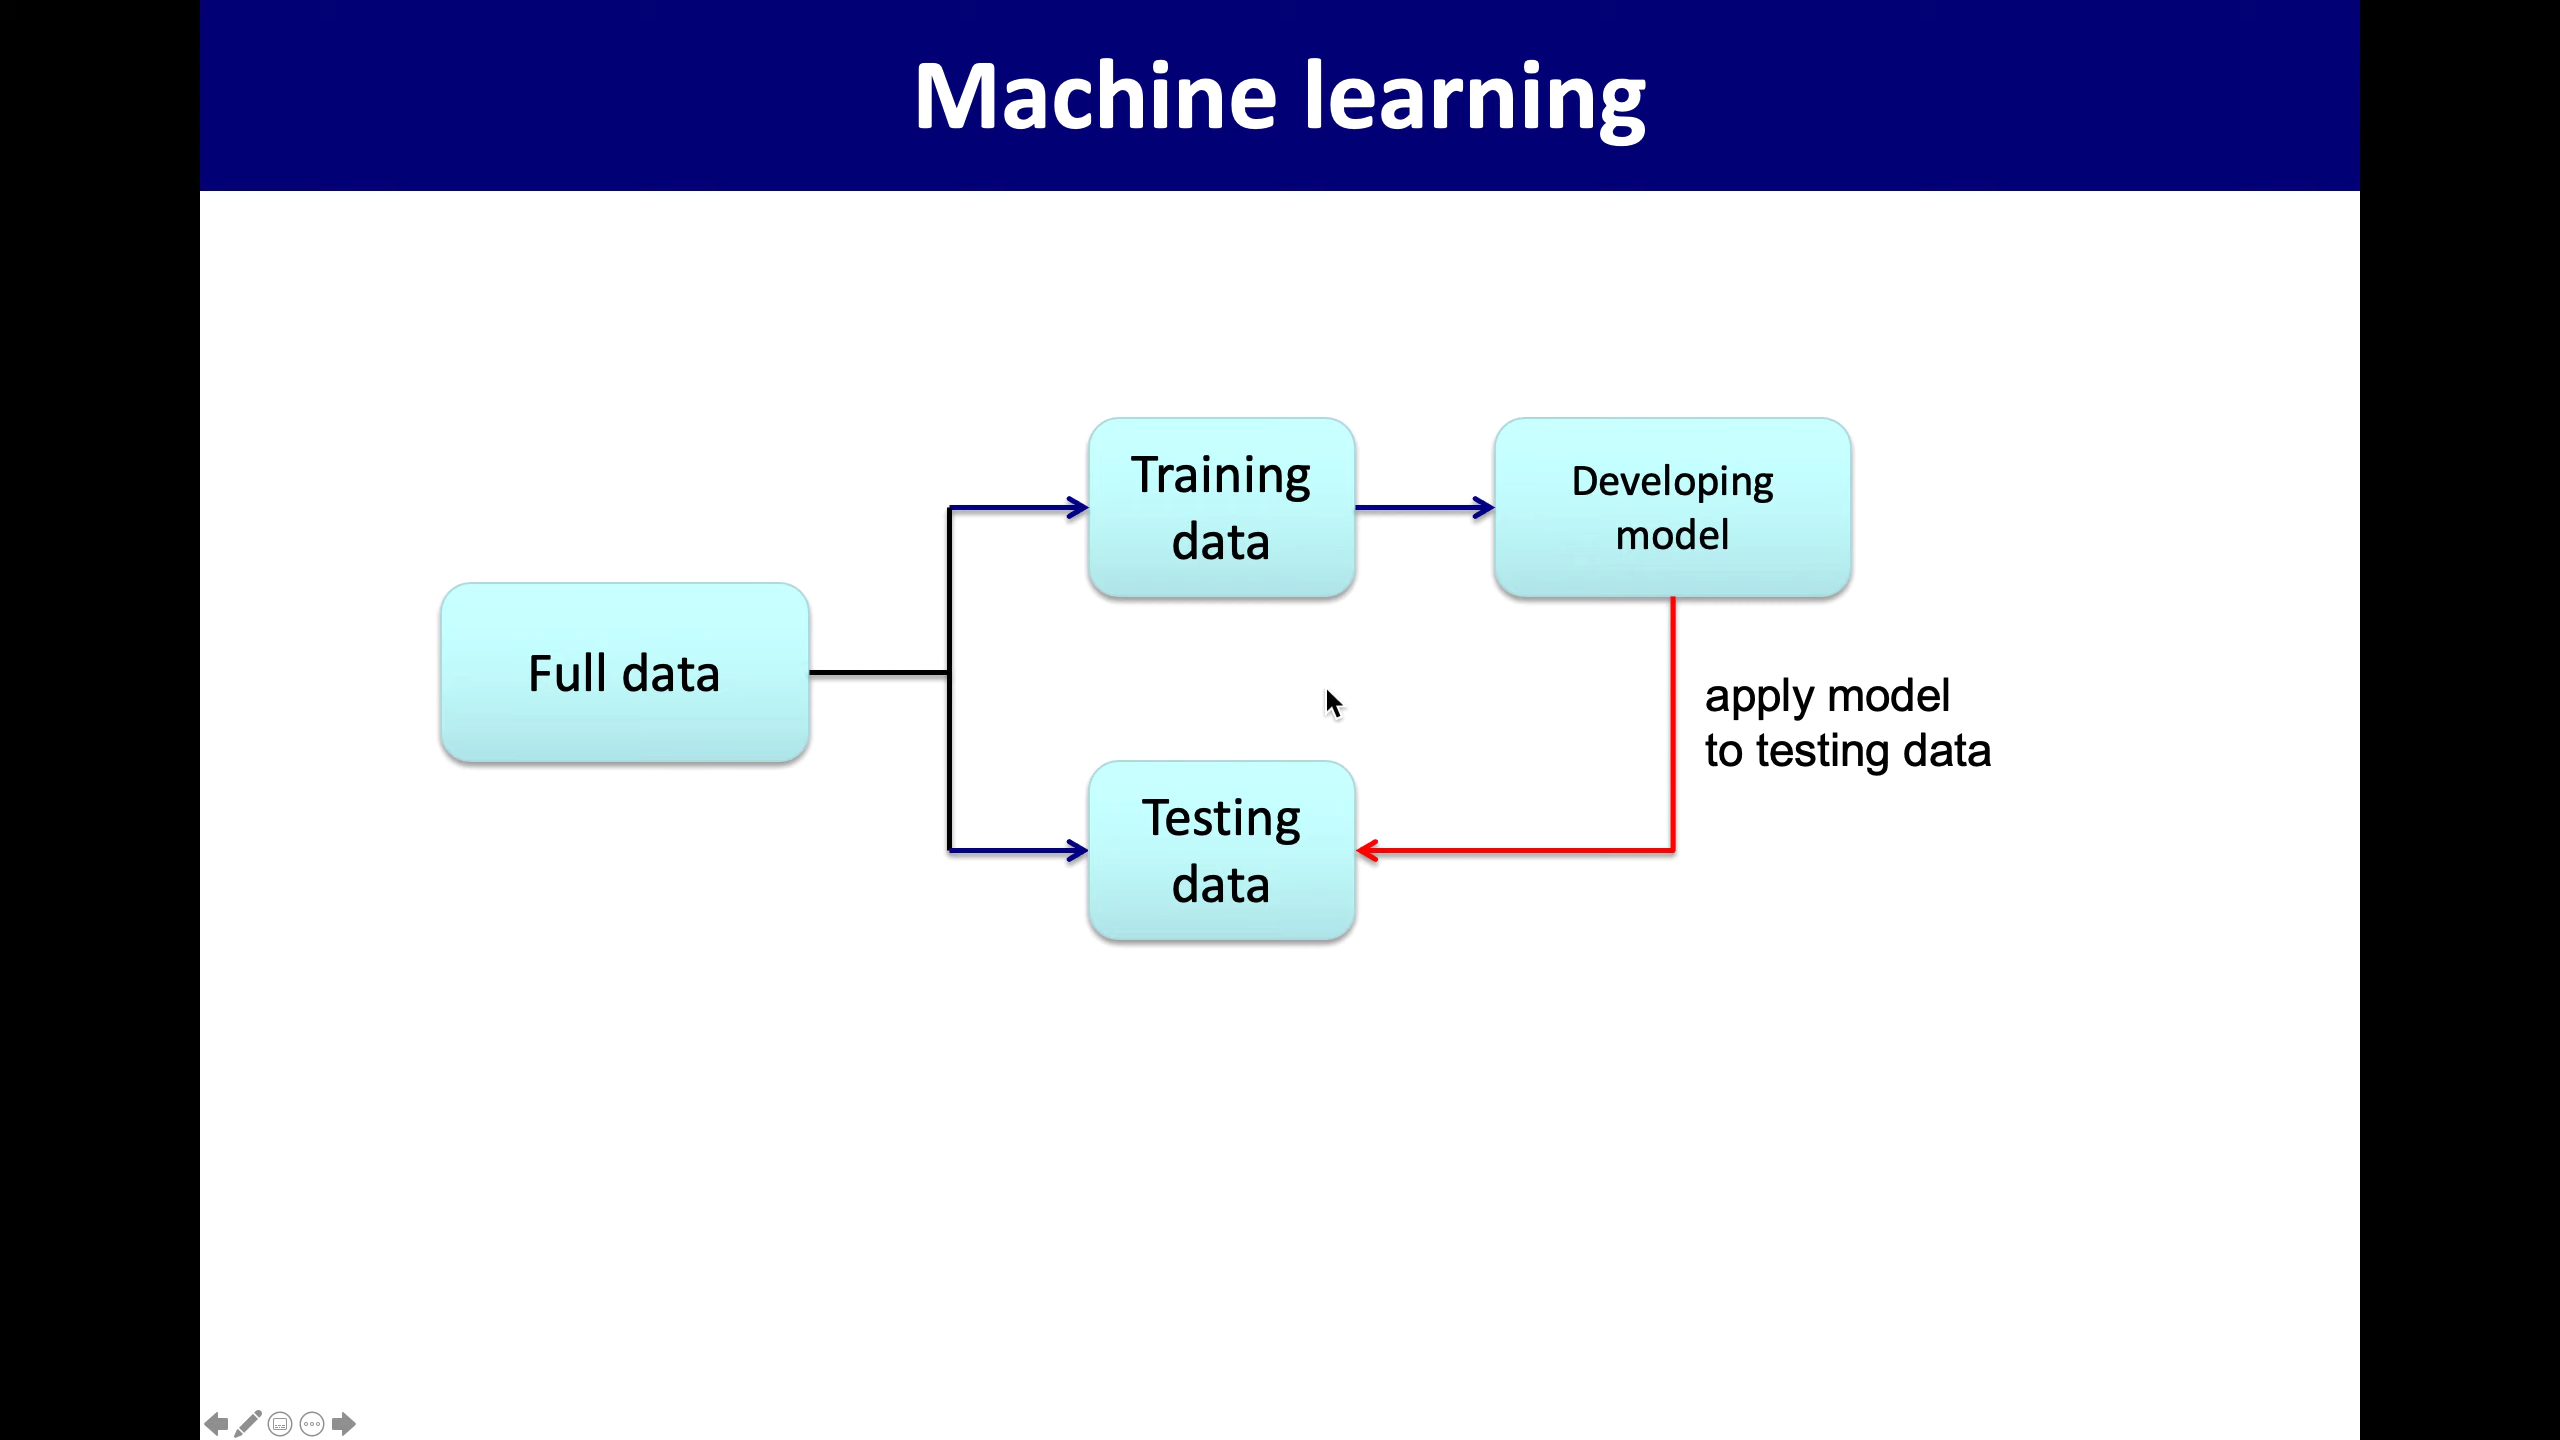 Machine learning
Training
data
Developing
model
Full data
apply model
to testing data
Testing
data